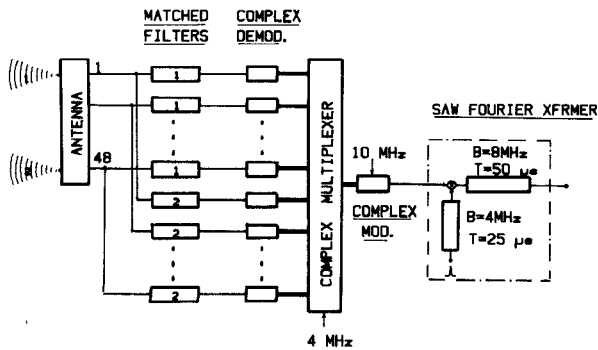 MATCHED
FILTERS
COMPLEX
DEMOD.
ANTENNA
1
48
1
1
1
2
2
2
COMPLEX MULTIPLEXER
4 MHz
10 MHz
COMPLEX
MOD.
SAW FOURIER XFRMER
B=8MHz
T=50 µs
B=4MHz
T=25 µs